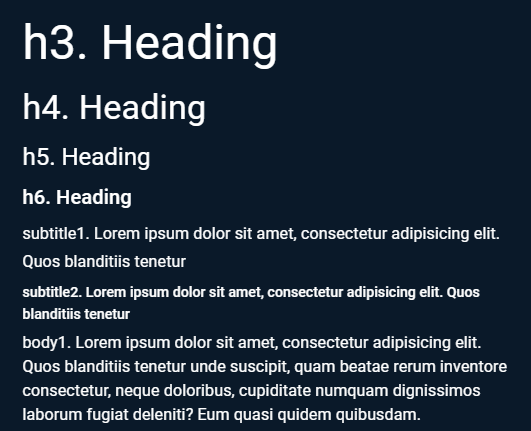 h3. Heading
h4. Heading
h5. Heading
h6. Heading
subtitle1. Lorem ipsum dolor sit amet, consectetur adipisicing elit.
Quos blanditiis tenetur
subtitle2. Lorem ipsum dolor sit amet, consectetur adipisicing elit. Quos
blanditiis tenetur
body1. Lorem ipsum dolor sit amet, consectetur adipisicing elit.
Quos blanditiis tenetur unde suscipit, quam beatae rerum inventore
consectetur, neque doloribus, cupiditate numquam dignissimos
laborum fugiat deleniti? Eum quasi quidem quibusdam.